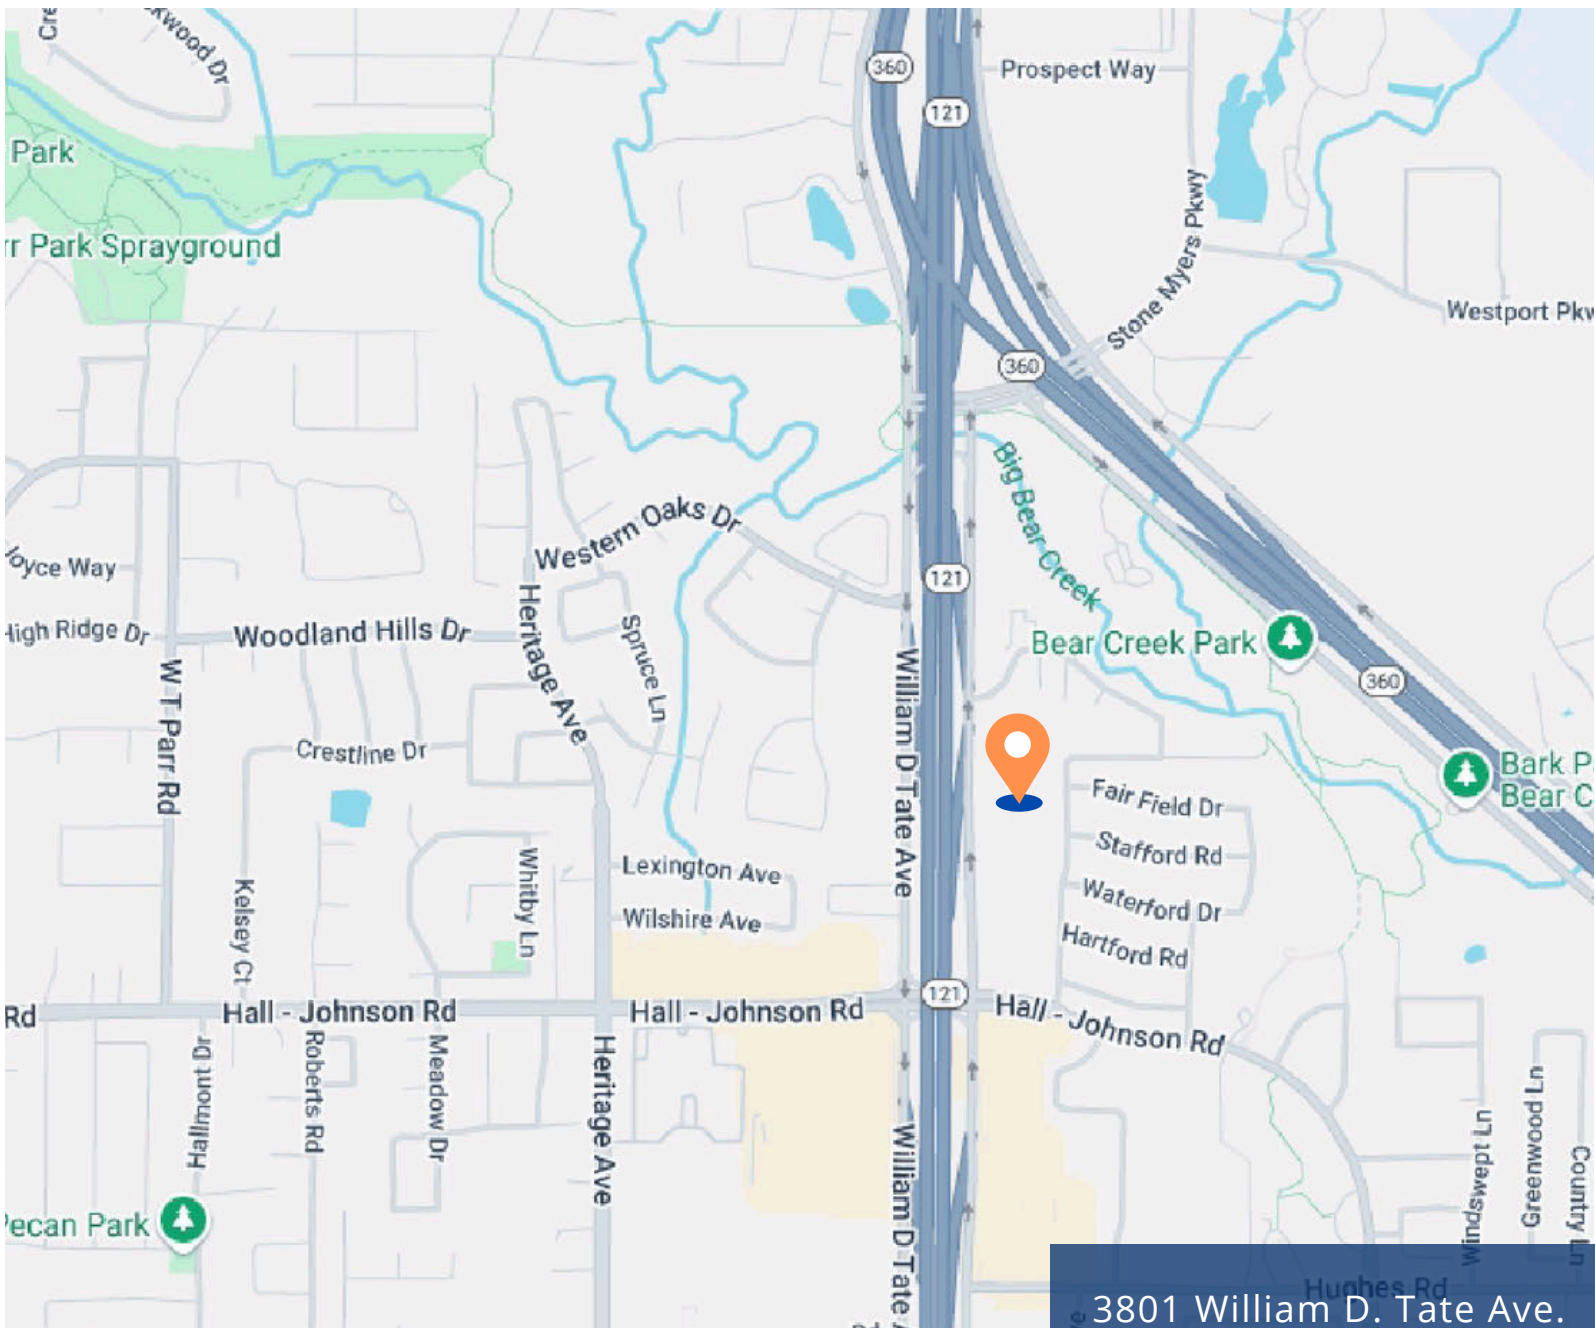 kwood Dr
360
Prospect Way
121
Park
rr Park Sprayground
Stone Myers Pkwy
Westport Pkw
360
Big Bear Creek
Western Oaks Dr
Joyce Way
121
High Ridge Dr
Woodland Hills Dr
Heritage Ave
Spruce Ln
Bear Creek Park
William D Tate Ave
360
W T Parr Rd
Crestline Dr
Bark P
Bear C
Fair Field Dr
Stafford Rd
Lexington Ave
Whitby Ln
Waterford Dr
Kelsey Ct
Wilshire Ave
Hartford Rd
121
Rd
Hall - Johnson Rd
Hall - Johnson Rd
Hall - Johnson Rd
Hallmont Dr
Roberts Rd
Meadow Dr
Heritage Ave
William D Tate
Windswept Ln
Greenwood Ln
Country Ln
Pecan Park
Hughes Rd
3801 William D. Tate Ave.